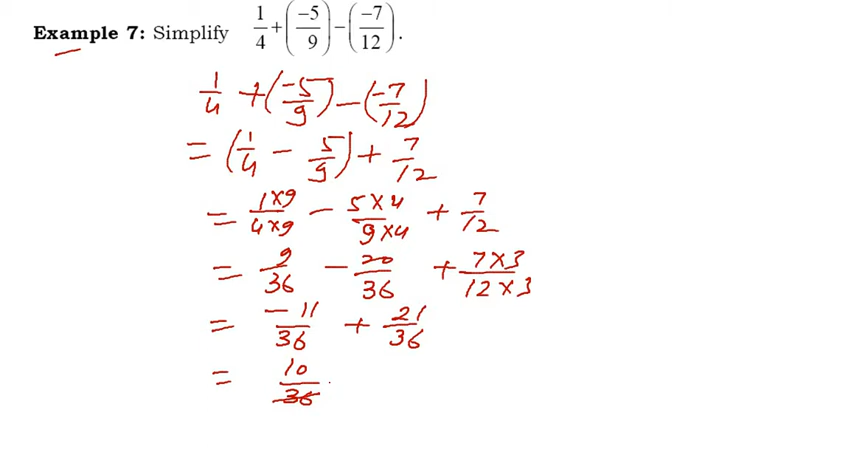 Example 7: Simplify 1/4 + (−5/9) − (−7/12).
1/4 + (−5/9) − (−7/12)
= (1/4 − 5/9) + 7/12
= 1×9/4×9 − 5×4/9×4 + 7/12
= 9/36 − 20/36 + 7×3/12×3
= −11/36 + 21/36
= 10/36